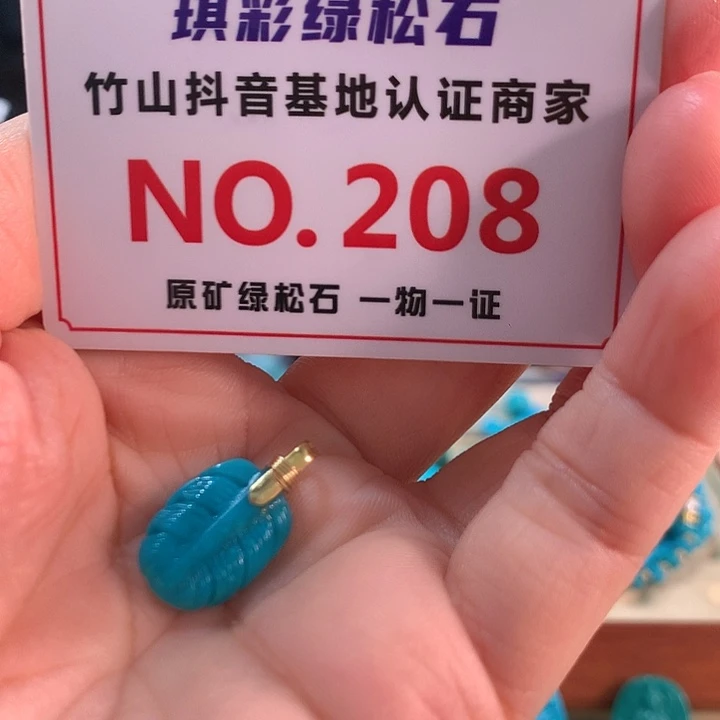 琪彩绿松石
竹山抖音基地认证商家
NO. 208
原矿绿松石 一物一证